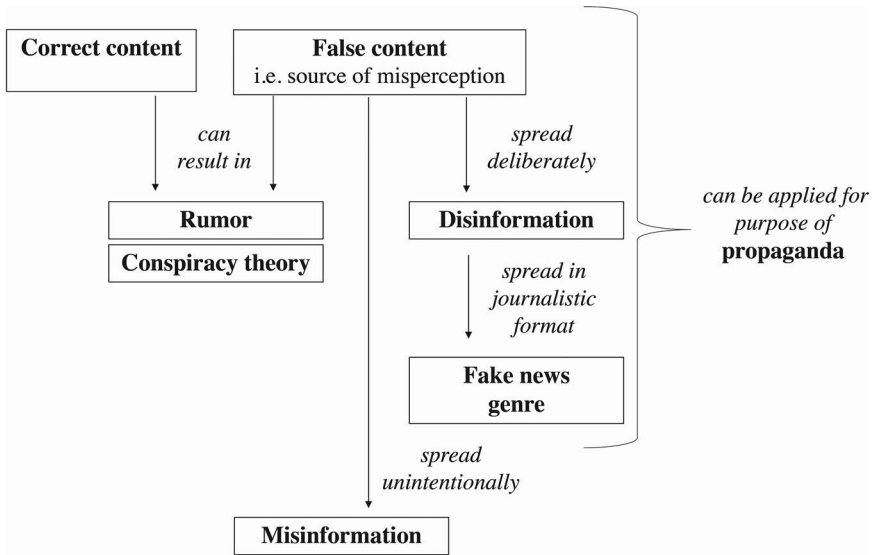 Correct content
False content
i.e. source of misperception
can
result in
spread
deliberately
Rumor
Conspiracy theory
Disinformation
can be applied for
purpose of
propaganda
spread in
journalistic
format
Fake news
genre
spread
unintentionally
Misinformation